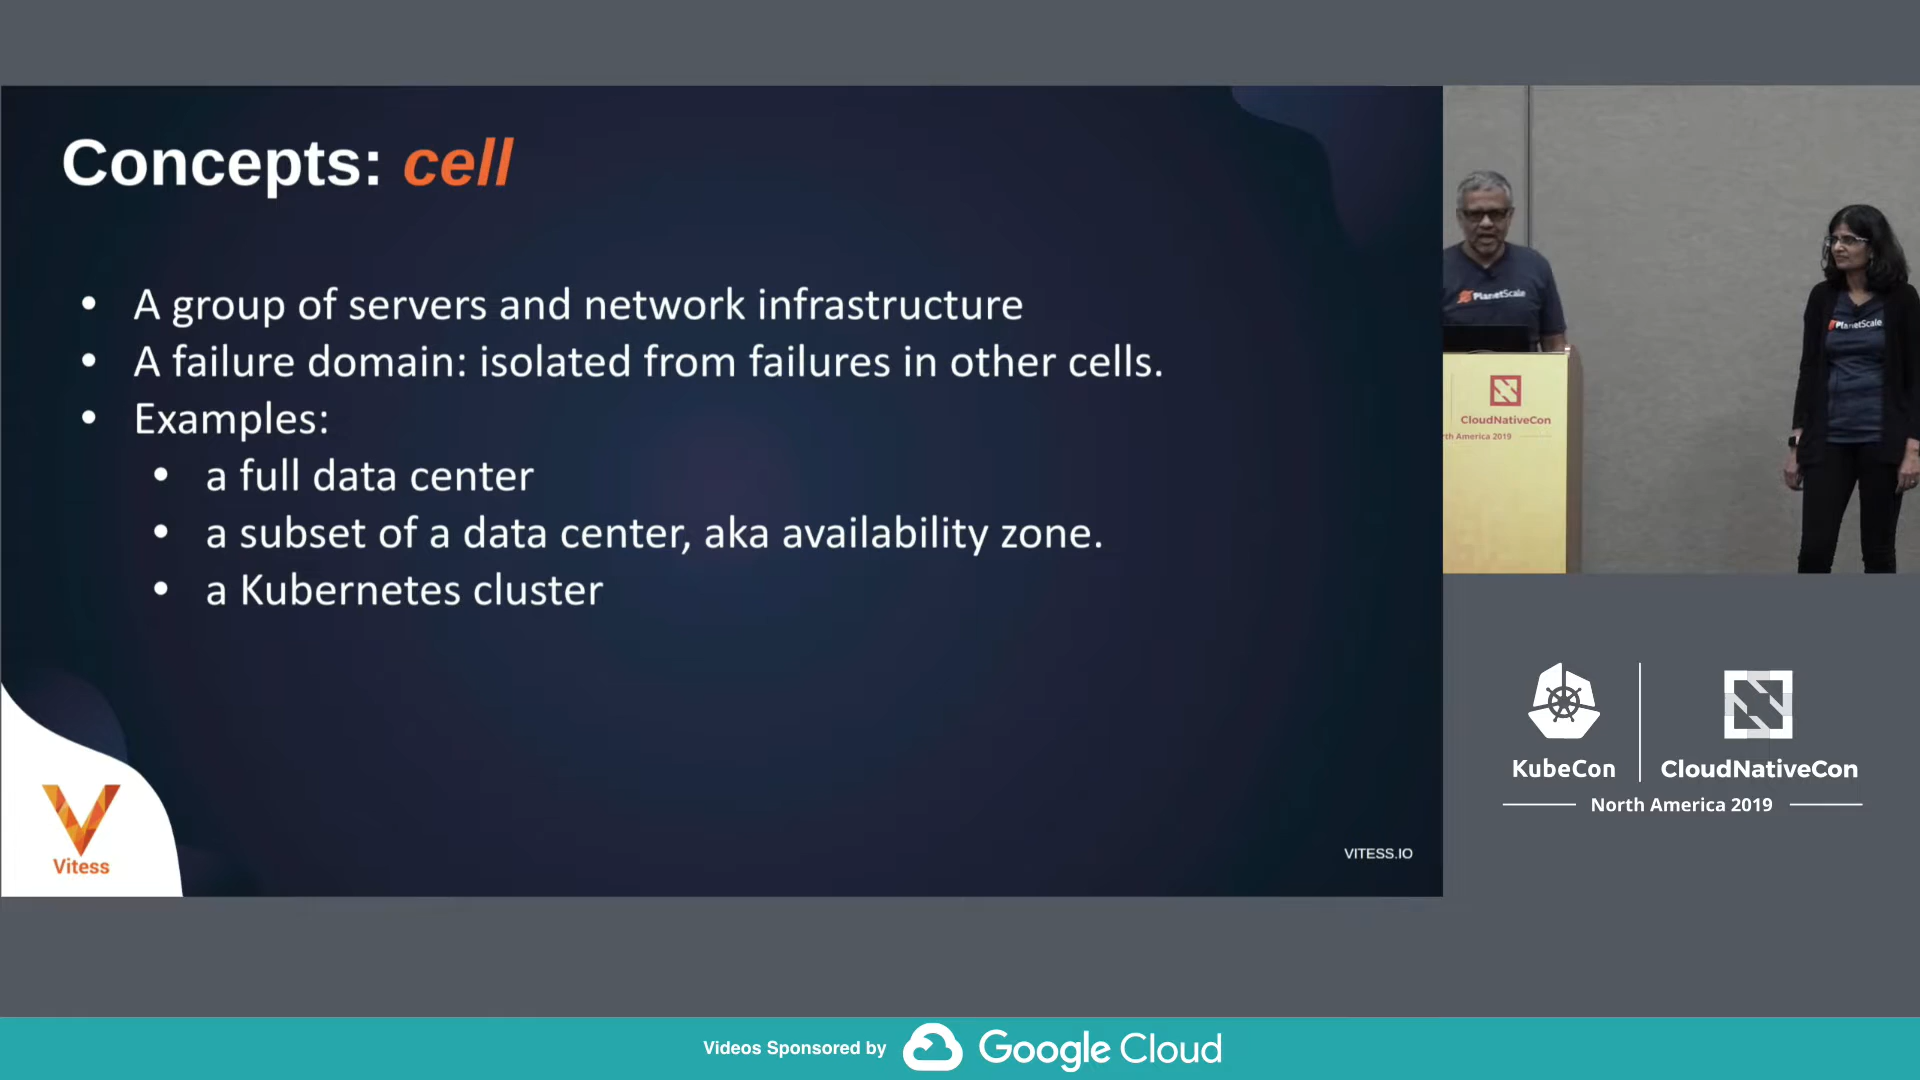 Concepts: cell
• A group of servers and network infrastructure
• A failure domain: isolated from failures in other cells.
• Examples:
• a full data center
• a subset of a data center, aka availability zone.
• a Kubernetes cluster
Vitess
VITESS.IO
PlanetScale
PlanetScale
CloudNativeCon
rth America 2019
KubeCon
CloudNativeCon
North America 2019
Videos Sponsored by
Google Cloud